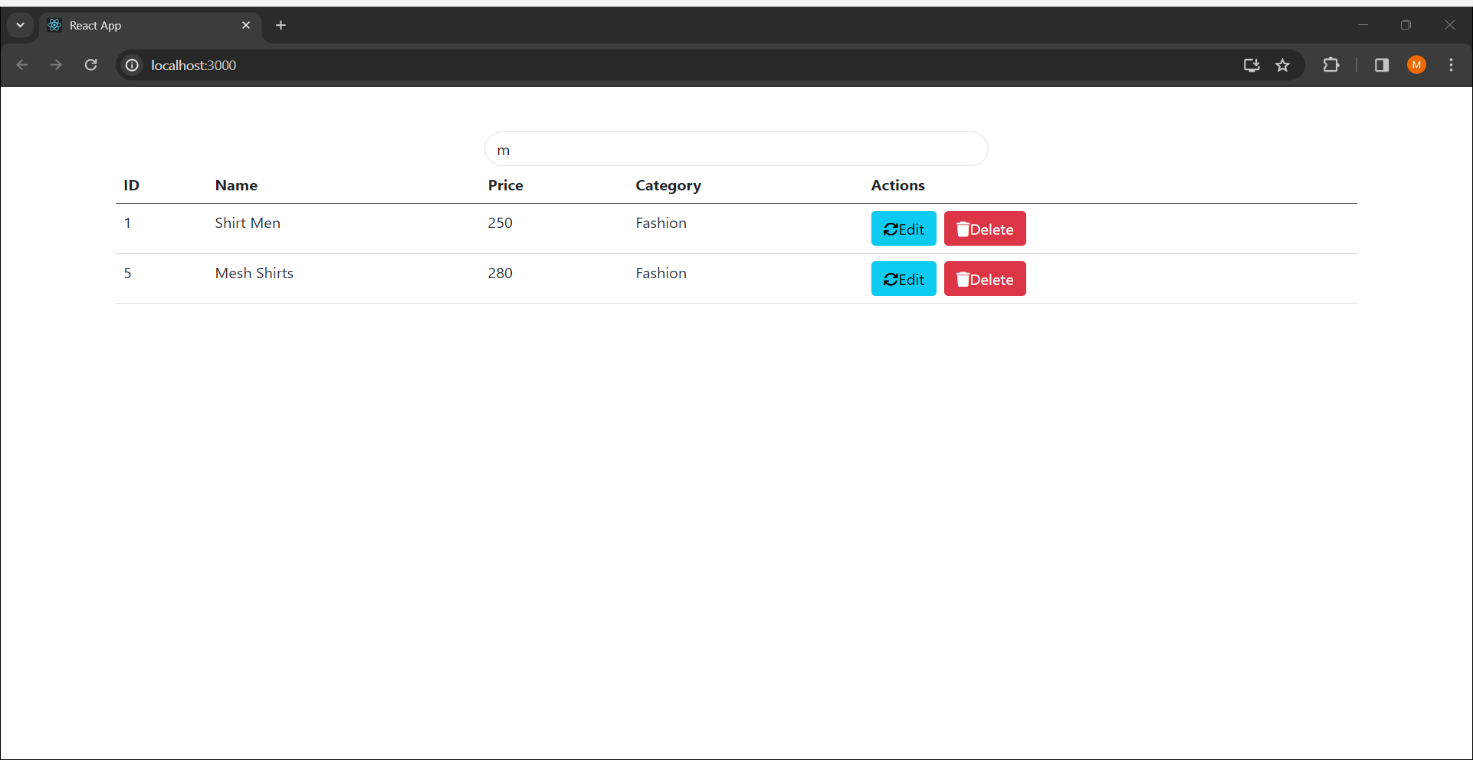 React App
localhost:3000
M
m
ID Name Price Category Actions
1 Shirt Men 250 Fashion Edit Delete
5 Mesh Shirts 280 Fashion Edit Delete